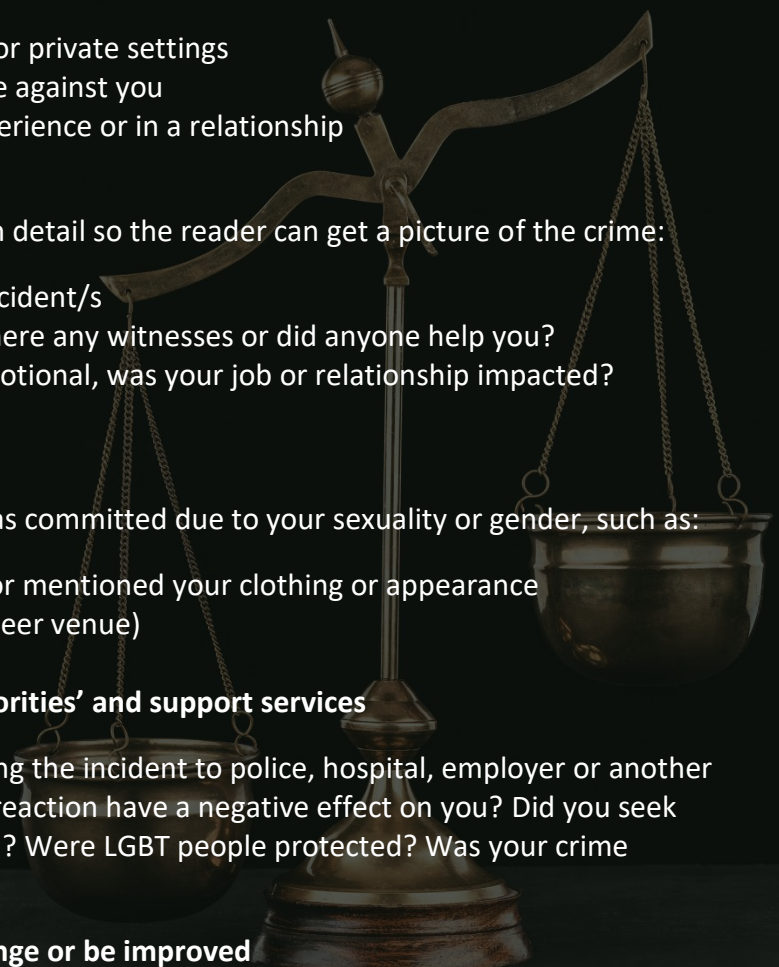 or private settings
e against you
erience or in a relationship
n detail so the reader can get a picture of the crime:
cident/s
here any witnesses or did anyone help you?
otional, was your job or relationship impacted?
as committed due to your sexuality or gender, such as:
or mentioned your clothing or appearance
eer venue)
orities’ and support services
ng the incident to police, hospital, employer or another
reaction have a negative effect on you? Did you seek
? Were LGBT people protected? Was your crime
nge or be improved